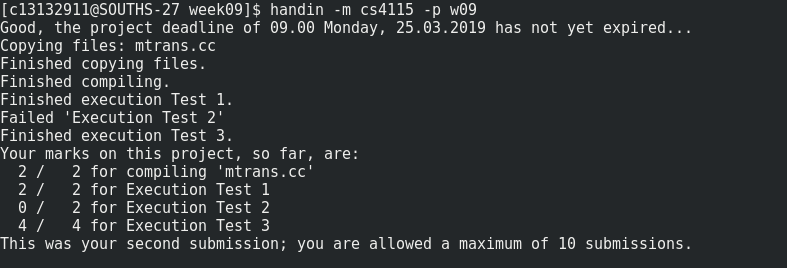 [c13132911@SOUTHS-27 week09]$ handin -m cs4115 -p w09
Good, the project deadline of 09.00 Monday, 25.03.2019 has not yet expired...
Copying files: mtrans.cc
Finished copying files.
Finished compiling.
Finished execution Test 1.
Failed 'Execution Test 2'
Finished execution Test 3.
Your marks on this project, so far, are:
  2 /   2 for compiling 'mtrans.cc'
  2 /   2 for Execution Test 1
  0 /   2 for Execution Test 2
  4 /   4 for Execution Test 3
This was your second submission; you are allowed a maximum of 10 submissions.